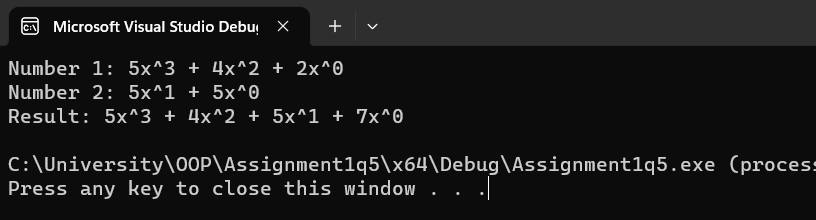 Microsoft Visual Studio Debug
Number 1: 5x^3 + 4x^2 + 2x^0
Number 2: 5x^1 + 5x^0
Result: 5x^3 + 4x^2 + 5x^1 + 7x^0
C:\University\OOP\Assignment1q5\x64\Debug\Assignment1q5.exe (process
Press any key to close this window . . .